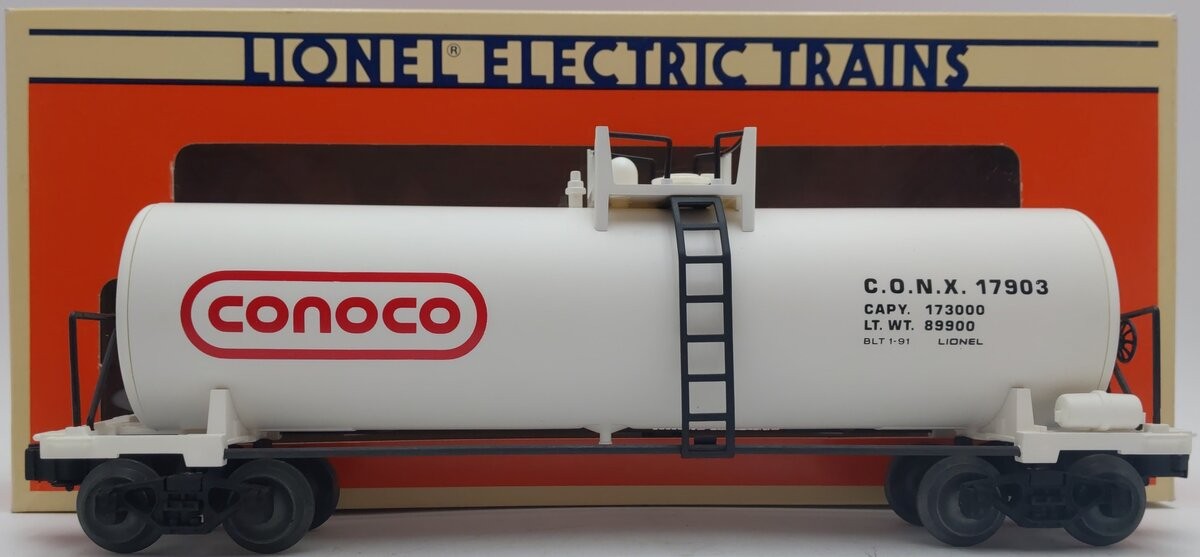 LIONEL® ELECTRIC TRAINS
conoco
C.O.N.X. 17903
CAPY. 173000
LT. WT. 89900
BLT 1-91 LIONEL